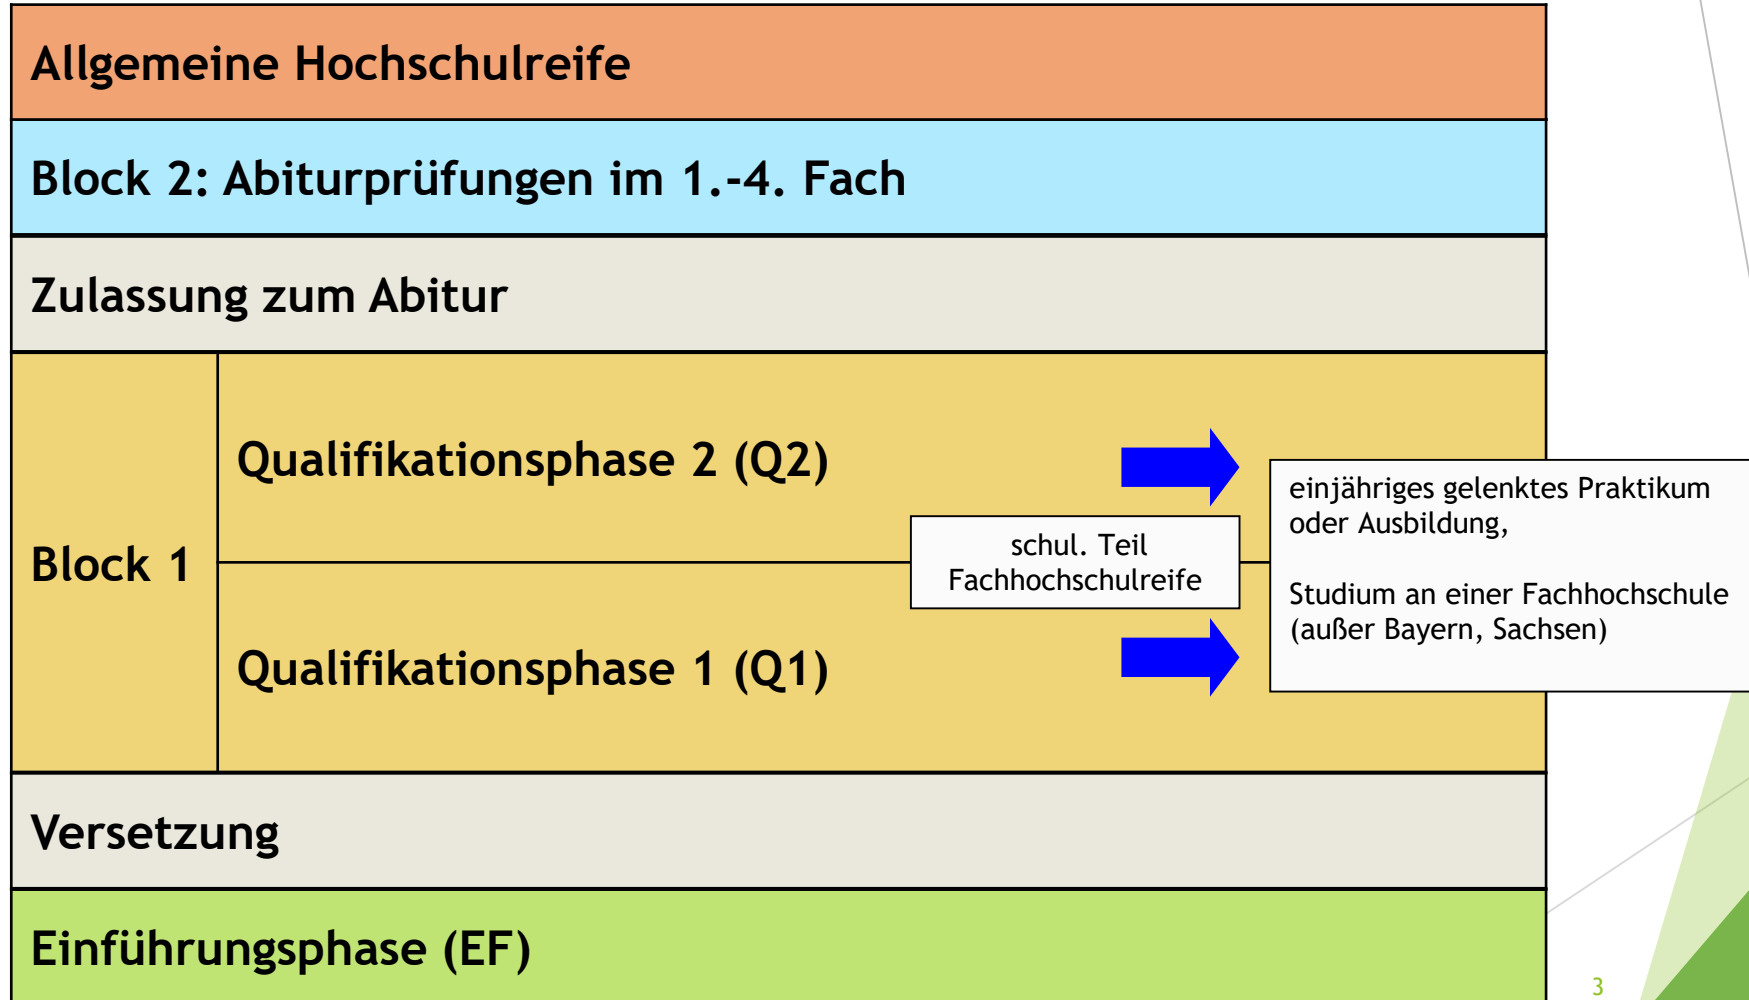 Allgemeine Hochschulreife
Block 2: Abiturprüfungen im 1.-4. Fach
Zulassung zum Abitur
Block 1
Qualifikationsphase 2 (Q2)
schul. Teil
Fachhochschulreife
einjähriges gelenktes Praktikum
oder Ausbildung,
Studium an einer Fachhochschule
(außer Bayern, Sachsen)
Qualifikationsphase 1 (Q1)
Versetzung
Einführungsphase (EF)
3